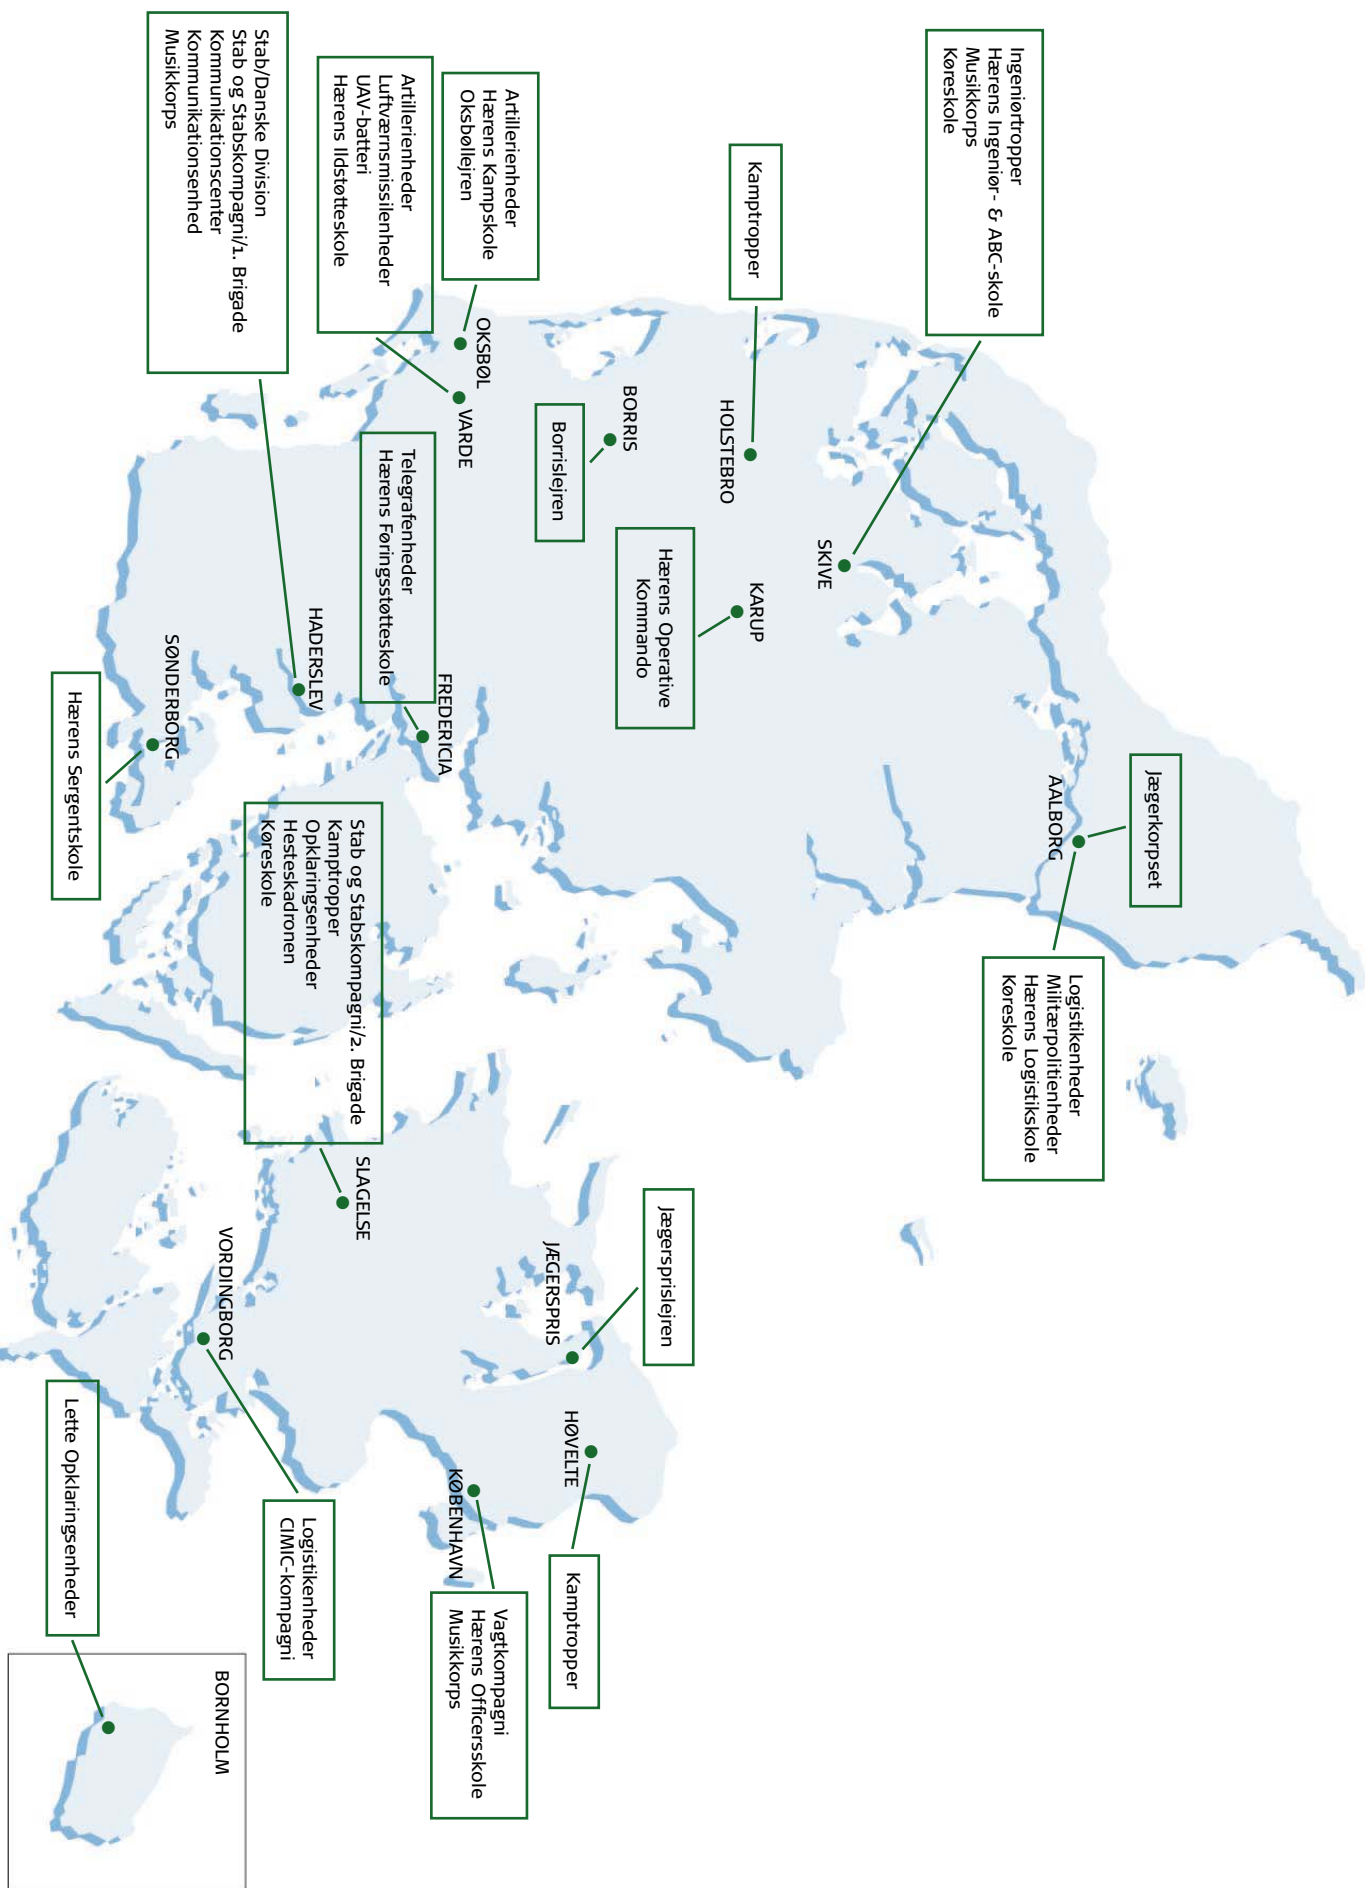 Jægerkorpset
AALBORG
Logistikenheder
Militærpolitienheder
Hærens Logistikskole
Køreskole
Ingeniørtropper
Hærens Ingeniør- & ABC-skole
Musikkorps
Køreskole
SKIVE
Kamptropper
HOLSTEBRO
KARUP
Hærens Operative
Kommando
BORRIS
Borrislejren
Artillerienheder
Hærens Kampskole
Oksbøllejren
OKSBØL
VARDE
Artillerienheder
Luftværnsmissilenheder
UAV-batteri
Hærens Ildstøtteskole
FREDERICIA
Telegrafenheder
Hærens Føringsstøtteskole
Stab/Danske Division
Stab og Stabskompagni/1. Brigade
Kommunikationscenter
Kommunikationsenhed
Musikkorps
HADERSLEV
SØNDERBORG
Hærens Sergentskole
Stab og Stabskompagni/2. Brigade
Kamptropper
Opklaringsenheder
Hesteskadronen
Køreskole
SLAGELSE
Jægersprislejren
JÆGERSPRIS
HØVELTE
Kamptropper
KØBENHAVN
Vagtkompagni
Hærens Officersskole
Musikkorps
VORDINGBORG
Logistikenheder
CIMIC-kompagni
Lette Opklaringsenheder
BORNHOLM